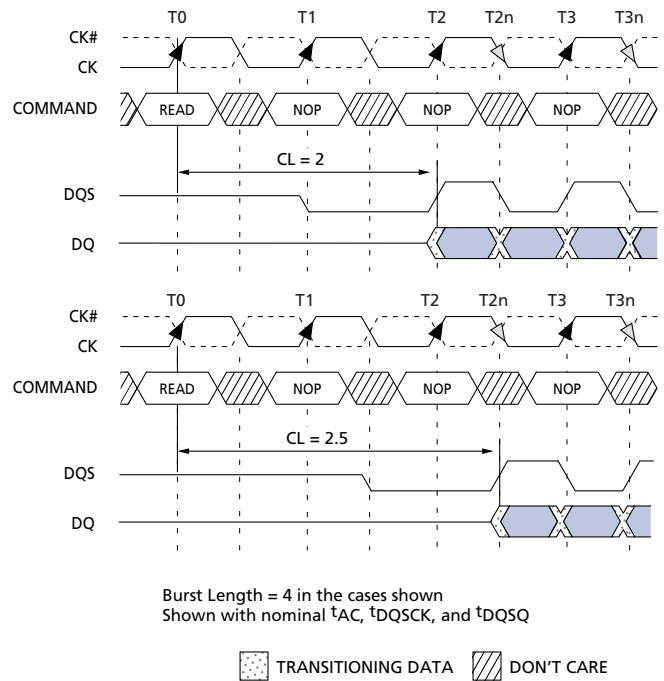 T0 T1 T2 T2n T3 T3n
CK#
CK
COMMAND READ NOP NOP NOP
CL = 2
DQS
DQ
T0 T1 T2 T2n T3 T3n
CK#
CK
COMMAND READ NOP NOP NOP
CL = 2.5
DQS
DQ
Burst Length = 4 in the cases shown
Shown with nominal tAC, tDQSCK, and tDQSQ
TRANSITIONING DATA DON'T CARE